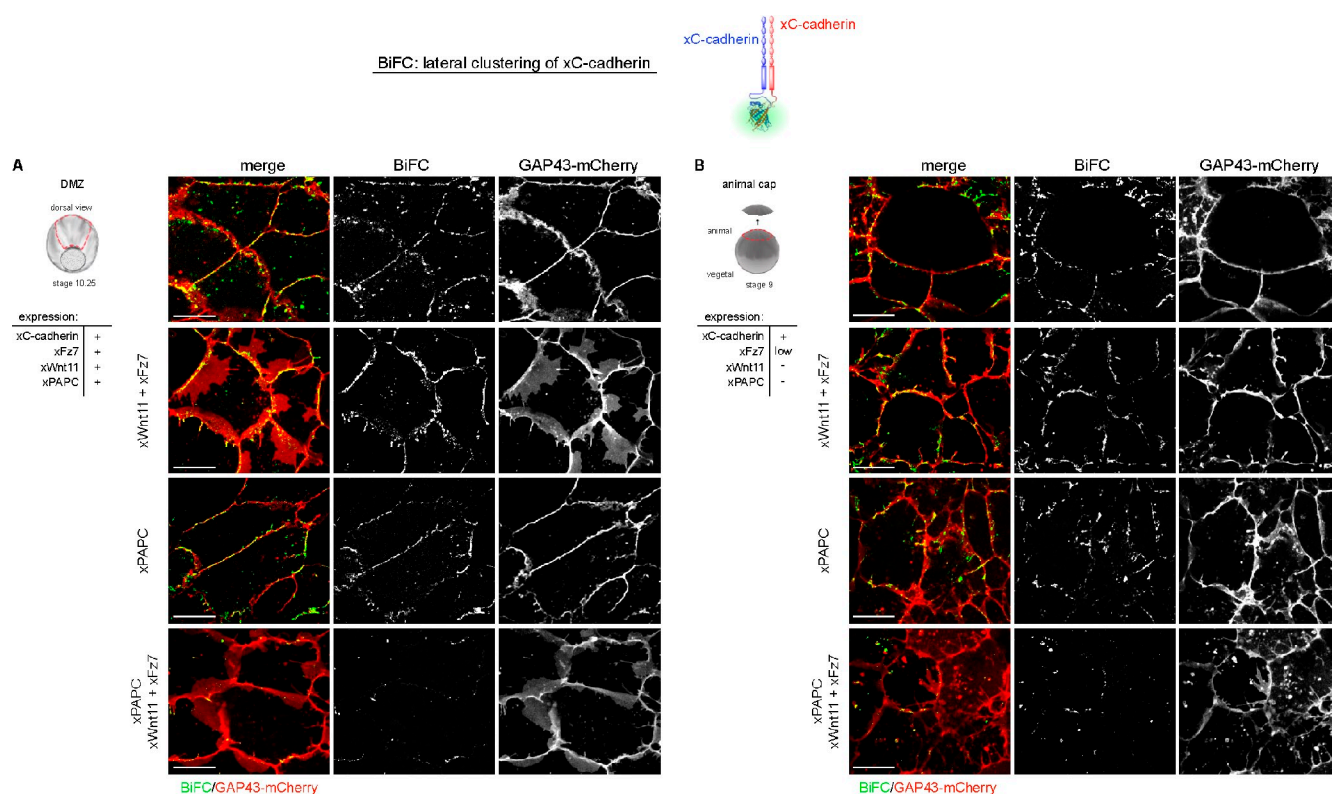 xC-cadherin
xC-cadherin
BiFC: lateral clustering of xC-cadherin
A
merge
BiFC
GAP43-mCherry
DMZ
dorsal view
stage 10.25
expression:
xC-cadherin +
xFz7 +
xWnt11 +
xPAPC +
xWnt11 + xFz7
xPAPC
xPAPC
xWnt11 + xFz7
BiFC/GAP43-mCherry
B
merge
BiFC
GAP43-mCherry
animal cap
animal
vegetal
stage 9
expression:
xC-cadherin +
xFz7 low
xWnt11 -
xPAPC -
xWnt11 + xFz7
xPAPC
xPAPC
xWnt11 + xFz7
BiFC/GAP43-mCherry